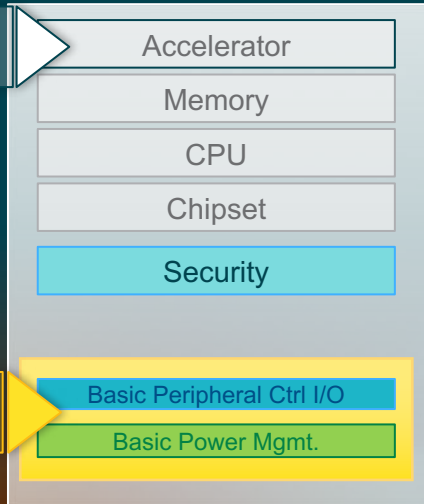 Accelerator
Memory
CPU
Chipset
Security
Basic Peripheral Ctrl I/O
Basic Power Mgmt.